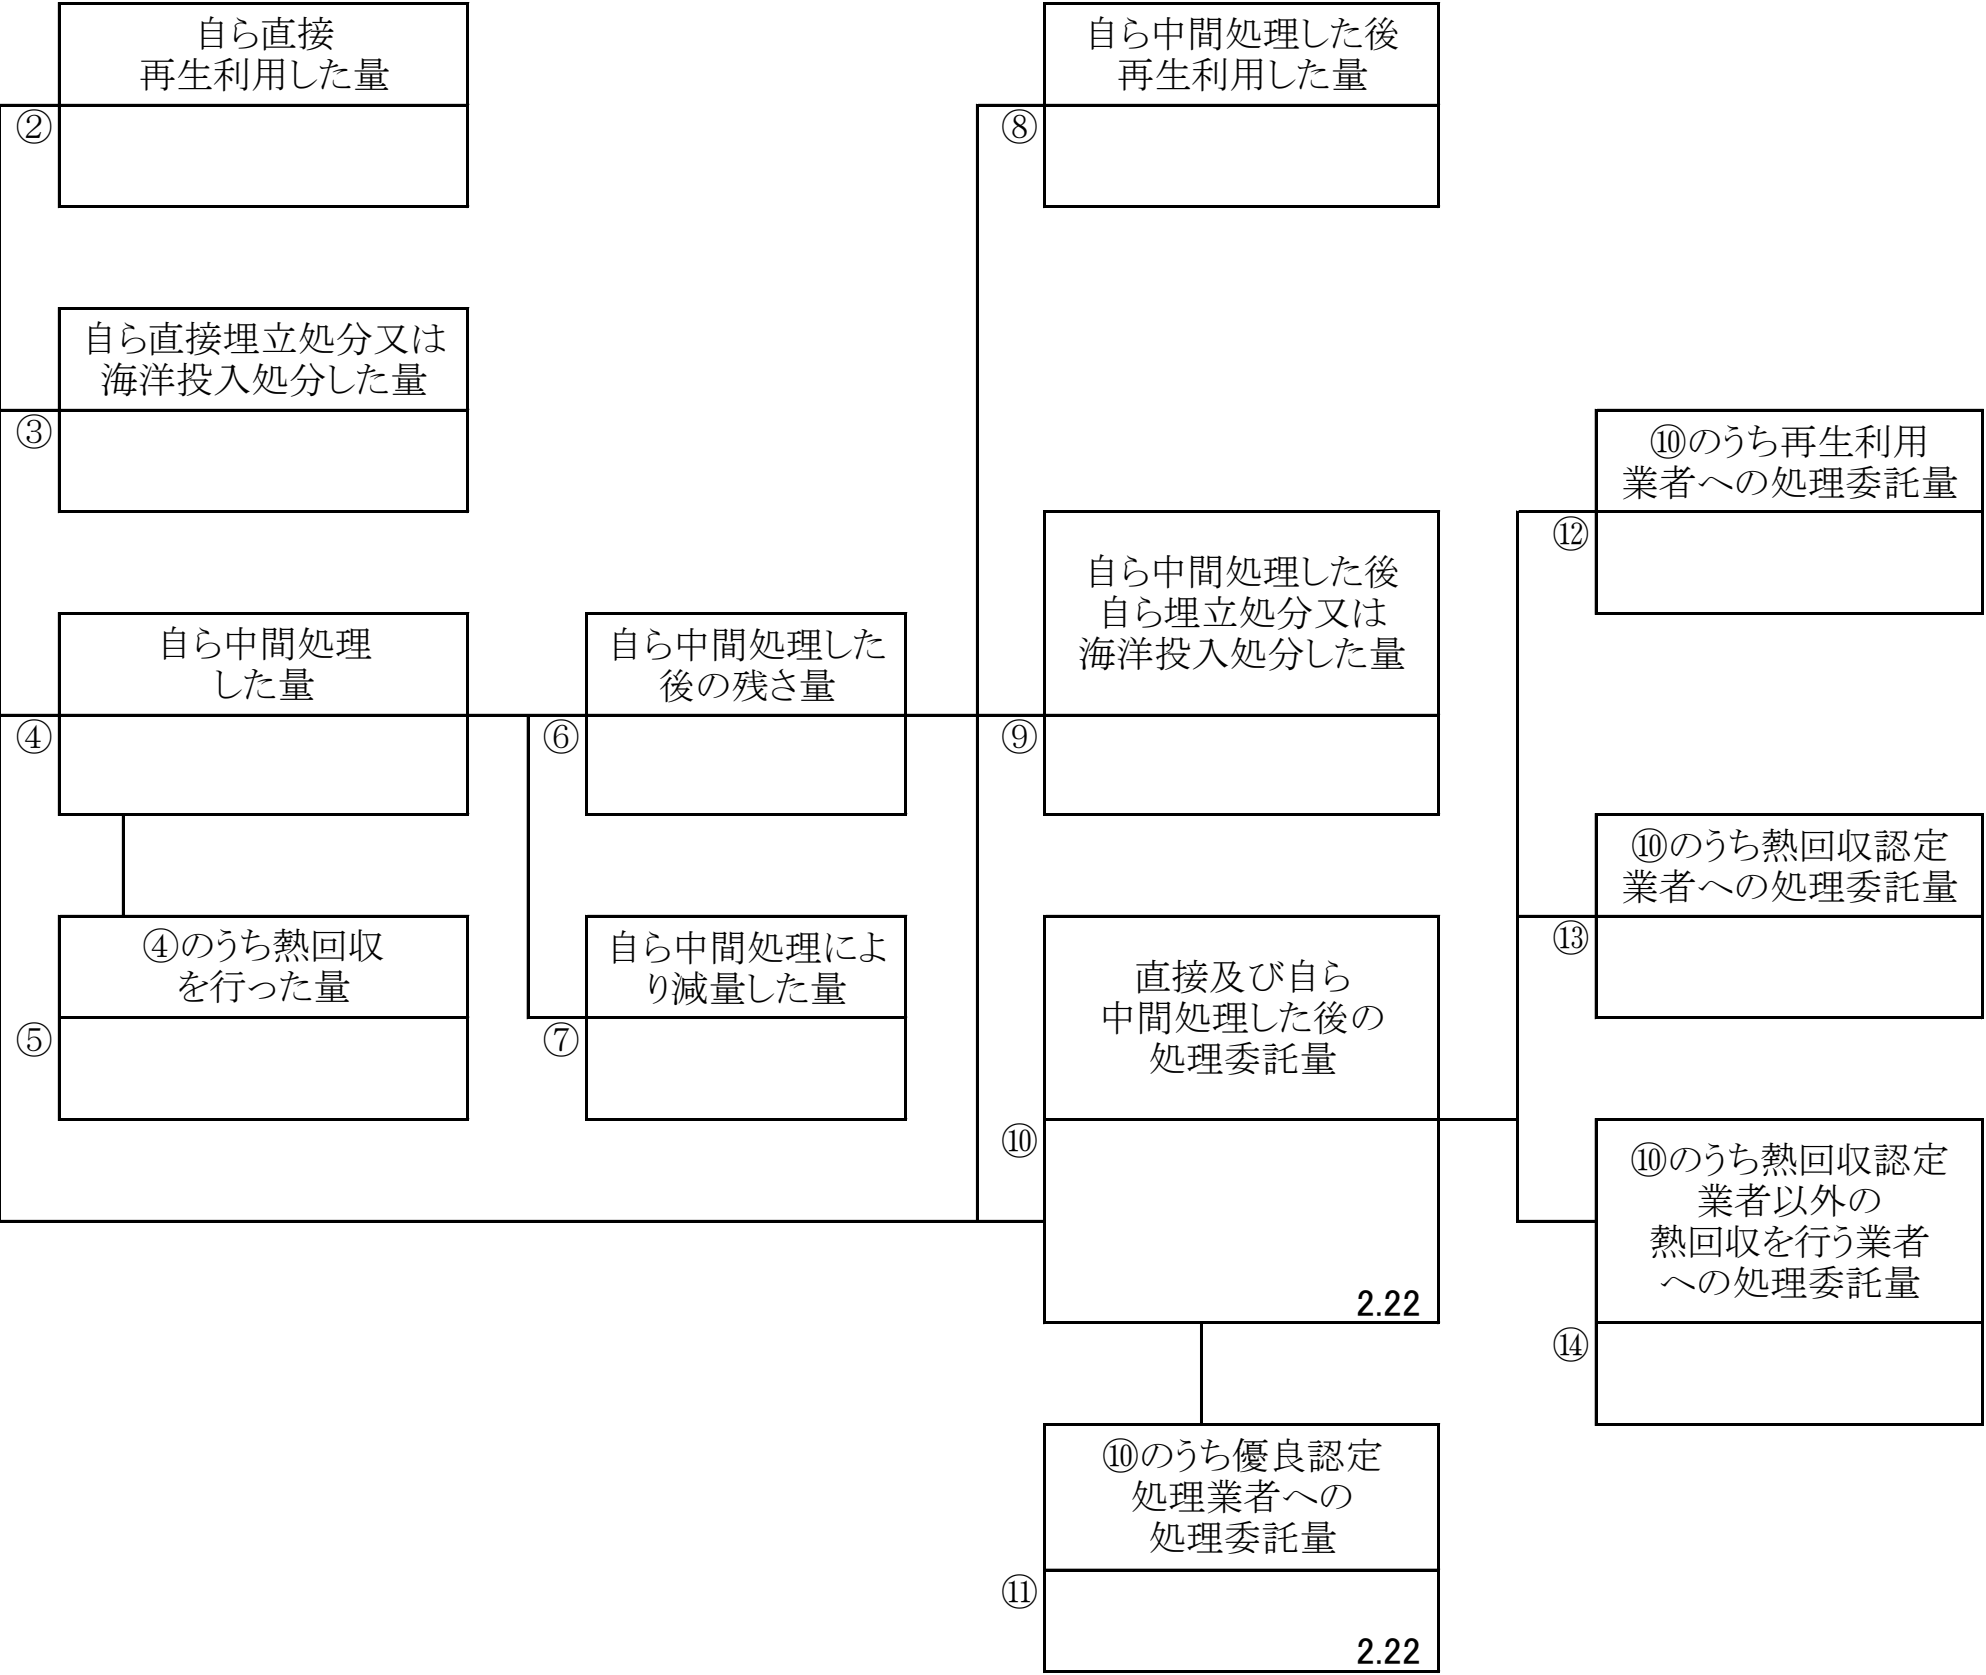 自ら直接
再生利用した量
②
自ら中間処理した後
再生利用した量
⑧
自ら直接埋立処分又は
海洋投入処分した量
③
⑩のうち再生利用
業者への処理委託量
⑫
自ら中間処理した後
自ら埋立処分又は
海洋投入処分した量
⑨
自ら中間処理
した量
④
自ら中間処理した
後の残さ量
⑥
⑩のうち熱回収認定
業者への処理委託量
⑬
④のうち熱回収
を行った量
⑤
自ら中間処理によ
り減量した量
⑦
直接及び自ら
中間処理した後の
処理委託量
⑩
2.22
⑩のうち熱回収認定
業者以外の
熱回収を行う業者
への処理委託量
⑭
⑩のうち優良認定
処理業者への
処理委託量
⑪
2.22